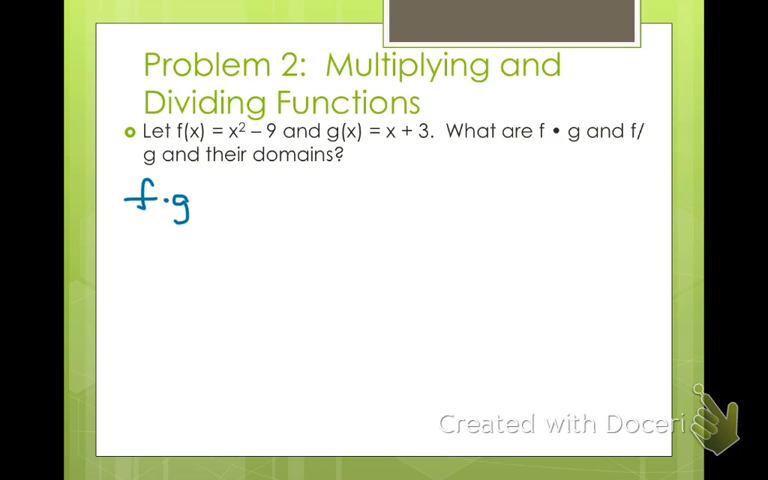 Problem 2: Multiplying and
Dividing Functions
Let f(x) = x² – 9 and g(x) = x + 3. What are f • g and f/
g and their domains?
f·g
Created with Doceri